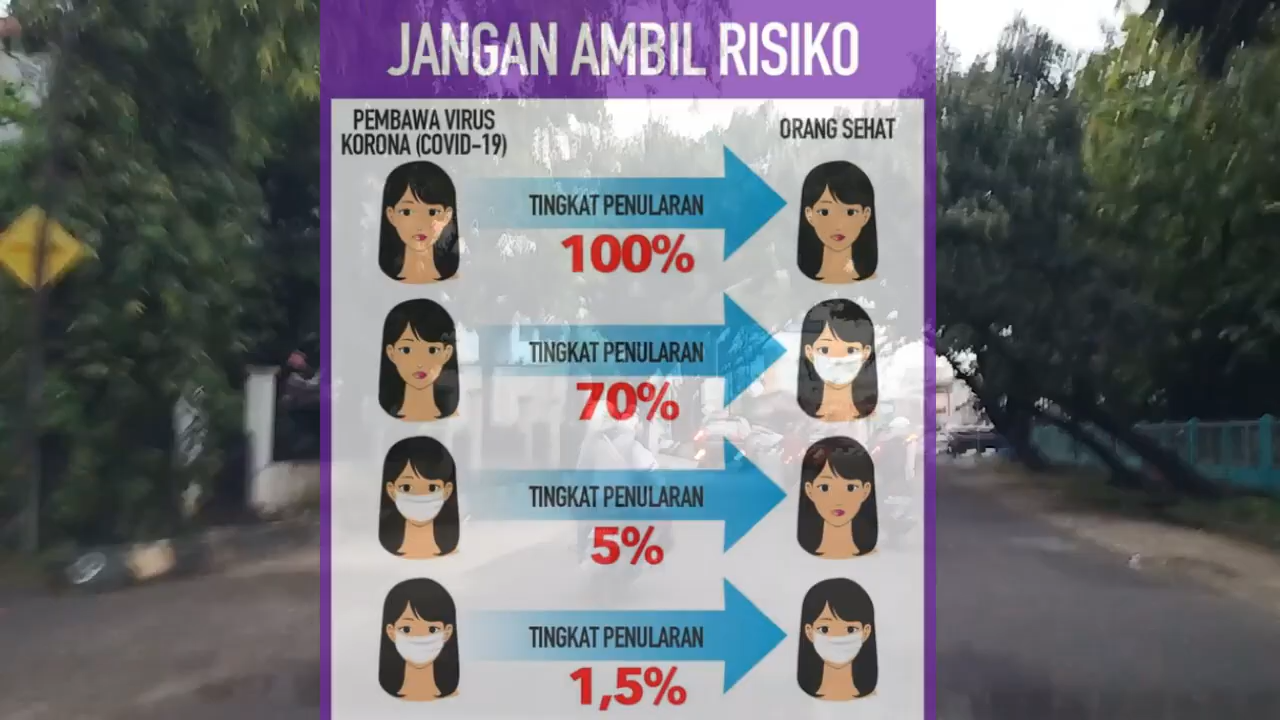 JANGAN AMBIL RISIKO
PEMBAWA VIRUS
KORONA (COVID-19)
ORANG SEHAT
TINGKAT PENULARAN
100%
TINGKAT PENULARAN
70%
TINGKAT PENULARAN
5%
TINGKAT PENULARAN
1,5%